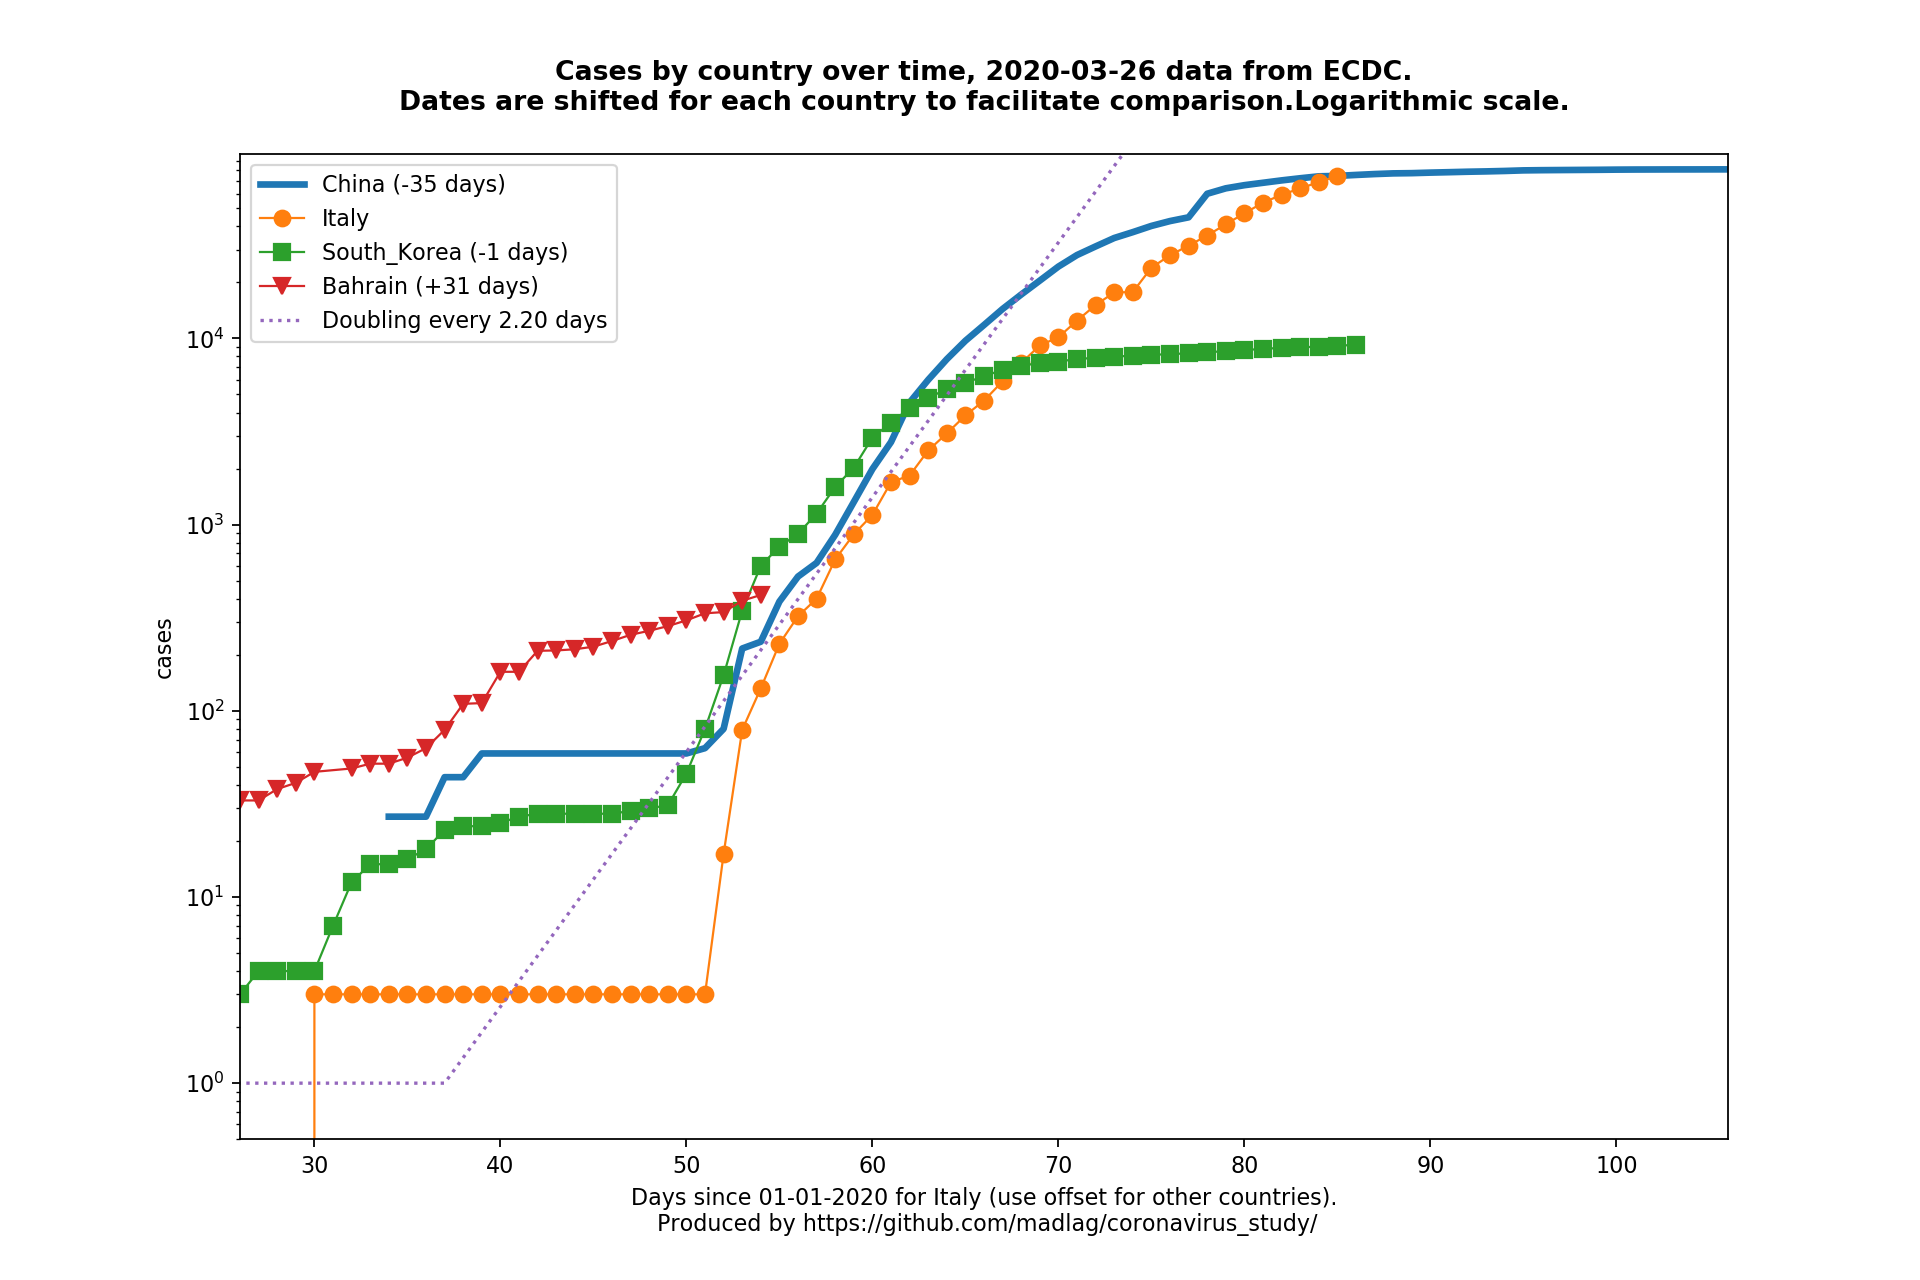 Cases by country over time, 2020-03-26 data from ECDC.
Dates are shifted for each country to facilitate comparison.Logarithmic scale.
China (-35 days)
Italy
South_Korea (-1 days)
Bahrain (+31 days)
Doubling every 2.20 days
cases
10⁴
10³
10²
10¹
10⁰
30 40 50 60 70 80 90 100
Days since 01-01-2020 for Italy (use offset for other countries).
Produced by https://github.com/madlag/coronavirus_study/